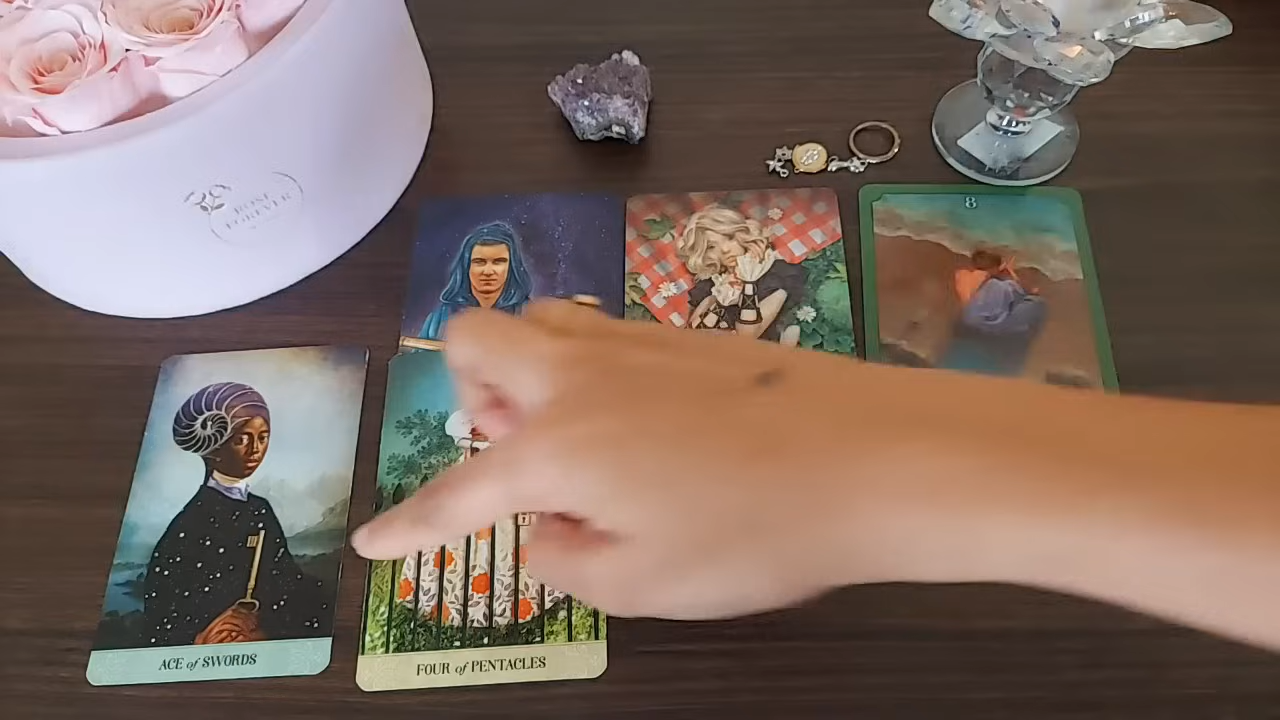 ROSE
FOREVER
8
ACE of SWORDS
FOUR of PENTACLES